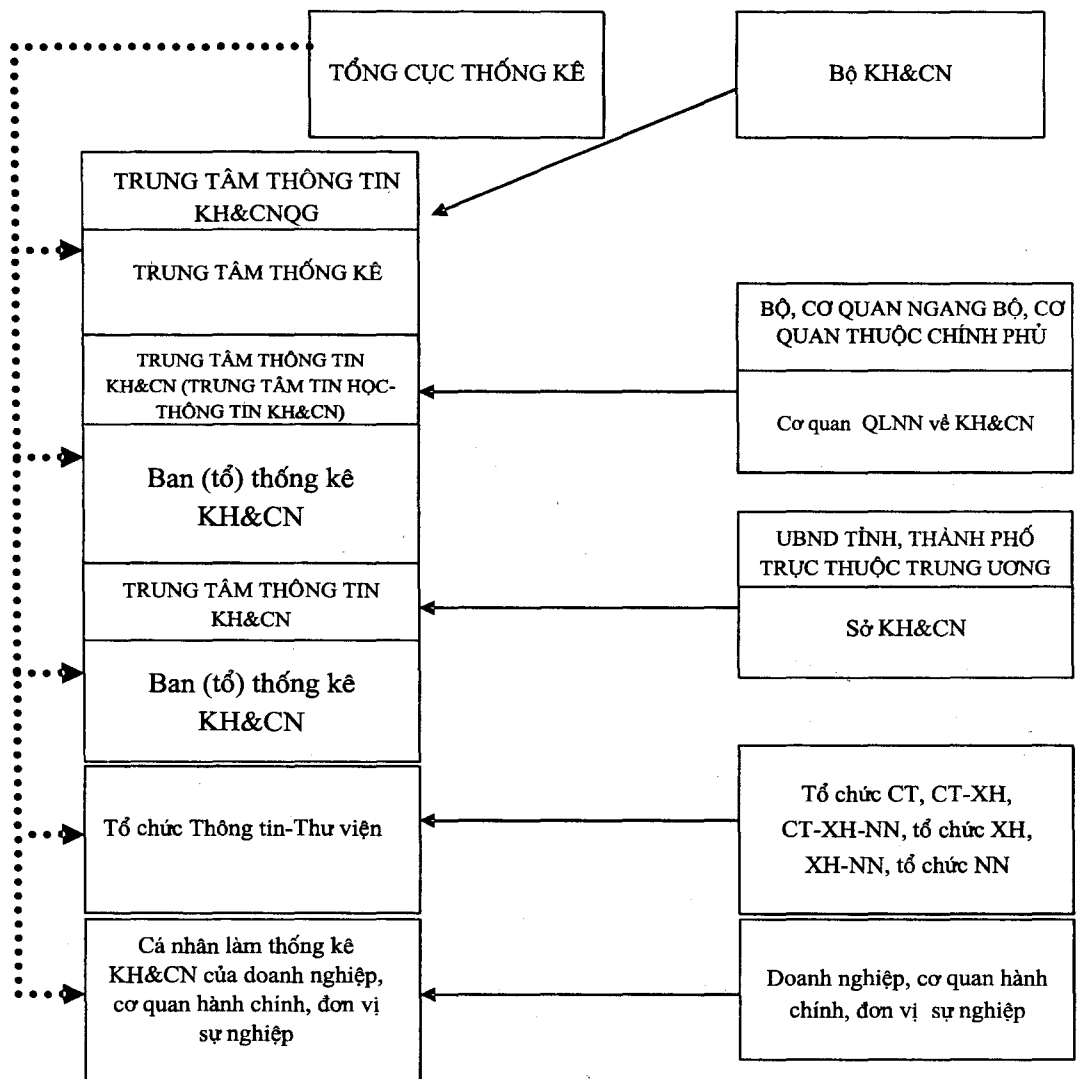 TỔNG CỤC THỐNG KÊ
Bộ KH&CN
TRUNG TÂM THÔNG TIN
KH&CNQG
TRUNG TÂM THỐNG KÊ
BỘ, CƠ QUAN NGANG BỘ, CƠ
QUAN THUỘC CHÍNH PHỦ
TRUNG TÂM THÔNG TIN
KH&CN (TRUNG TÂM TIN HỌC-
THÔNG TIN KH&CN)
Cơ quan QLNN về KH&CN
Ban (tổ) thống kê
KH&CN
UBND TỈNH, THÀNH PHỐ
TRỰC THUỘC TRUNG ƯƠNG
TRUNG TÂM THÔNG TIN
KH&CN
Sở KH&CN
Ban (tổ) thống kê
KH&CN
Tổ chức Thông tin-Thư viện
Tổ chức CT, CT-XH,
CT-XH-NN, tổ chức XH,
XH-NN, tổ chức NN
Cá nhân làm thống kê
KH&CN của doanh nghiệp,
cơ quan hành chính, đơn vị
sự nghiệp
Doanh nghiệp, cơ quan hành
chính, đơn vị sự nghiệp